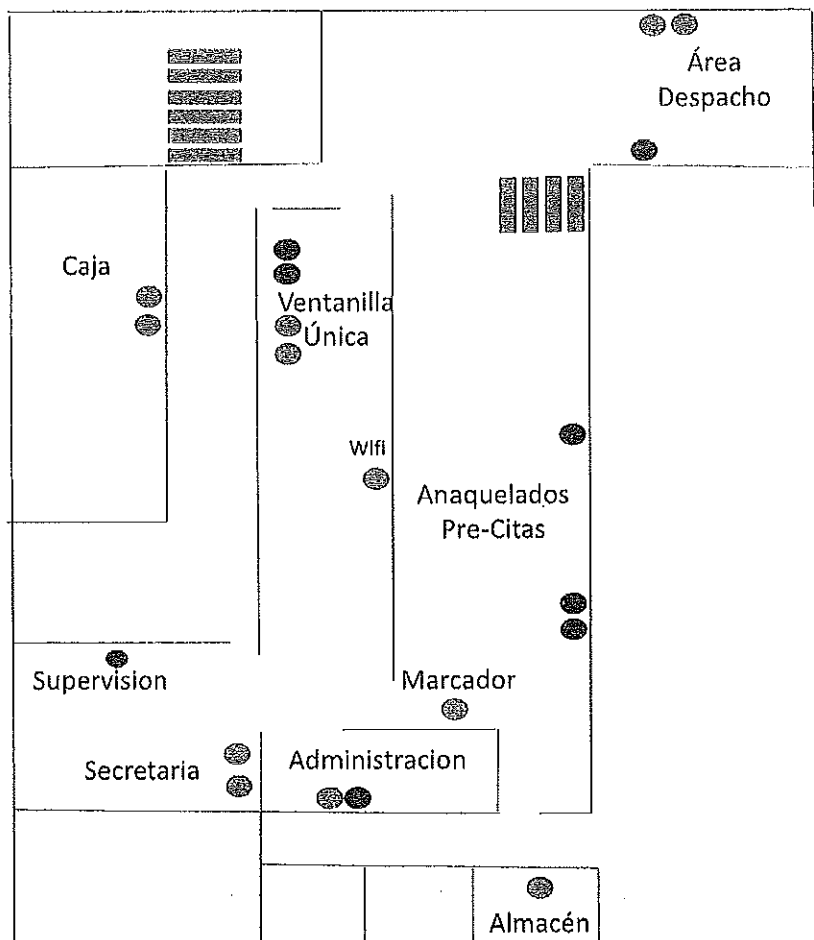 Área
Despacho
Caja
Ventanilla
Única
Wifi
Anaquelados
Pre-Citas
Supervision
Marcador
Secretaria
Administracion
Almacén